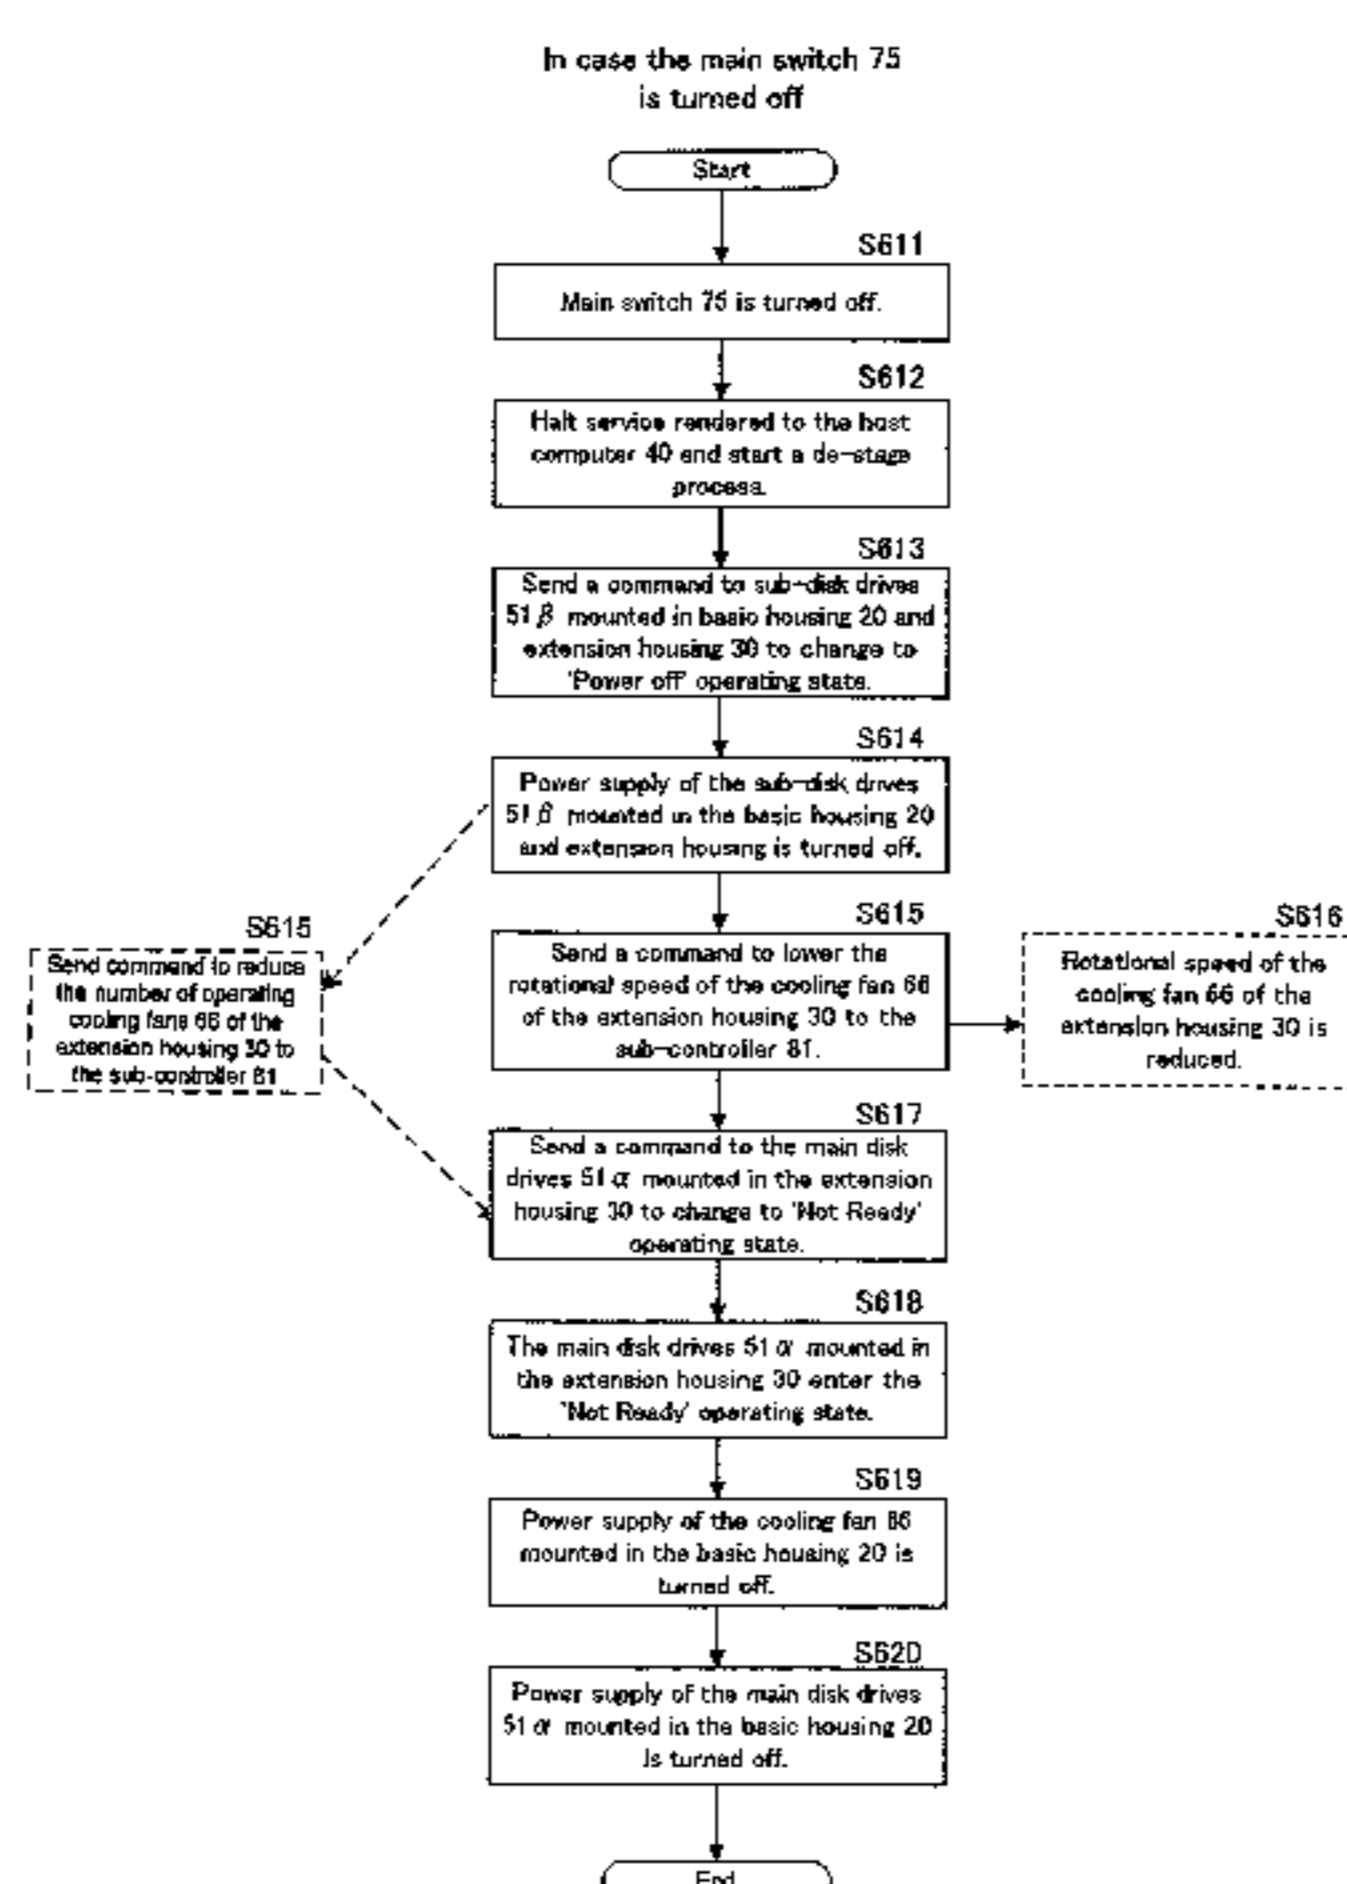 In case the main switch 75
is turned off
Start
S611
Main switch 75 is turned off.
S612
Halt service rendered to the host
computer 40 and start a de-stage
process.
S613
Send a command to sub-disk drives
51β mounted in basic housing 20 and
extension housing 30 to change to
'Power off' operating state.
S614
Power supply of the sub-disk drives
51β mounted in the basic housing 20
and extension housing is turned off.
S615
Send command to reduce
the number of operating
cooling fans 66 of the
extension housing 30 to
the sub-controller 81
S615
Send a command to lower the
rotational speed of the cooling fan 66
of the extension housing 30 to the
sub-controller 81.
S616
Rotational speed of the
cooling fan 66 of the
extension housing 30 is
reduced.
S617
Send a command to the main disk
drives 51α mounted in the extension
housing 30 to change to 'Not Ready'
operating state.
S618
The main disk drives 51α mounted in
the extension housing 30 enter the
'Not Ready' operating state.
S619
Power supply of the cooling fan 66
mounted in the basic housing 20 is
turned off.
S620
Power supply of the main disk drives
51α mounted in the basic housing 20
is turned off.
End